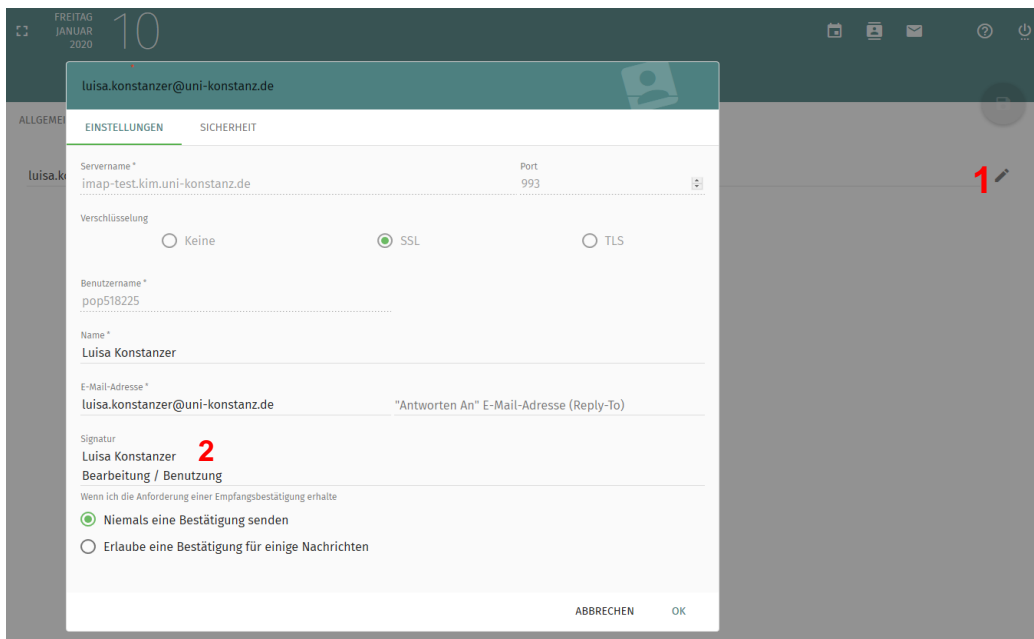 FREITAG
JANUAR
2020
10
luisa.konstanzer@uni-konstanz.de
ALLGEMEI
EINSTELLUNGEN SICHERHEIT
luisa.k
1
Servername *
imap-test.kim.uni-konstanz.de
Port
993
Verschlüsselung
Keine SSL TLS
Benutzername *
pop518225
Name *
Luisa Konstanzer
E-Mail-Adresse *
luisa.konstanzer@uni-konstanz.de
"Antworten An" E-Mail-Adresse (Reply-To)
Signatur
Luisa Konstanzer
2
Bearbeitung / Benutzung
Wenn ich die Anforderung einer Empfangsbestätigung erhalte
Niemals eine Bestätigung senden
Erlaube eine Bestätigung für einige Nachrichten
ABBRECHEN OK